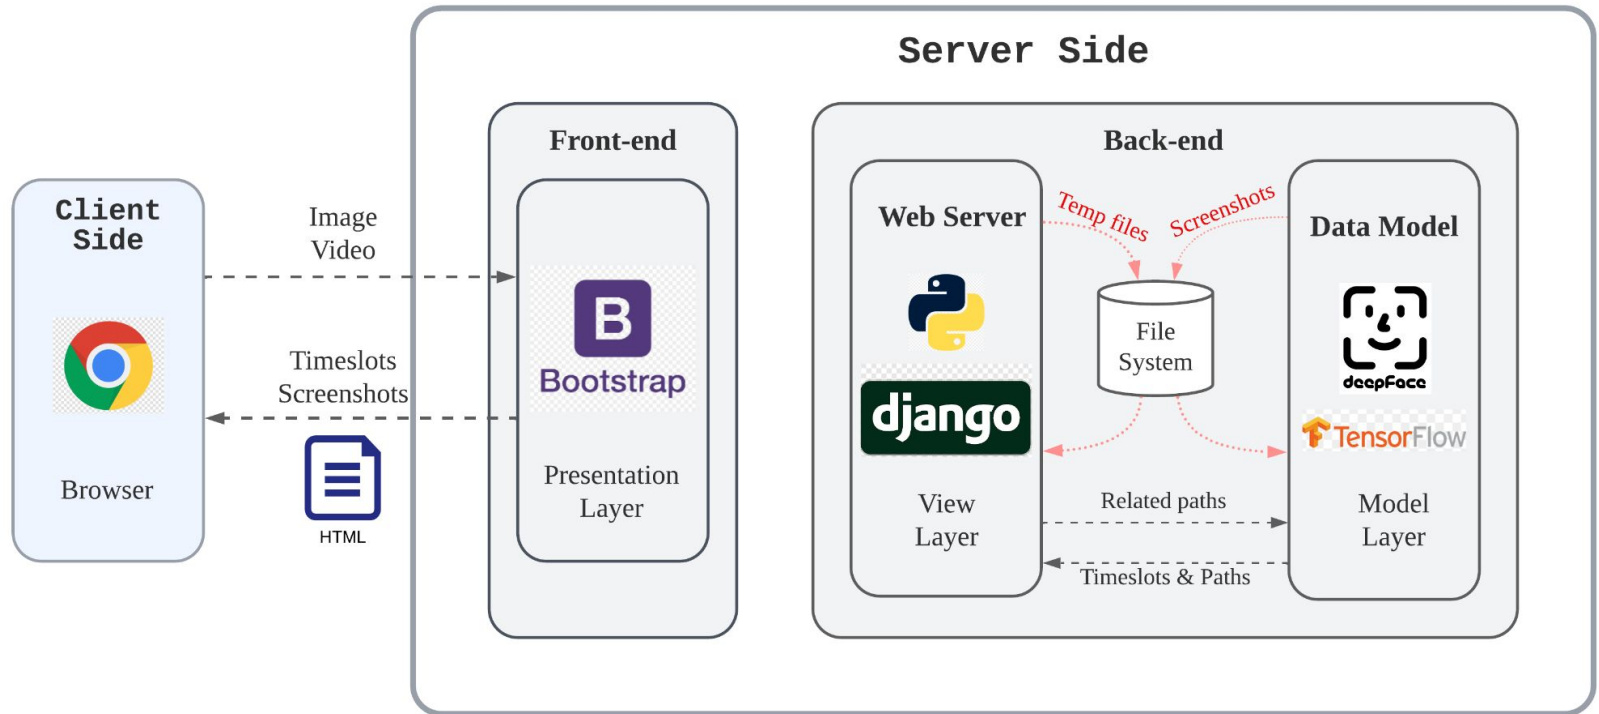 Server Side
Client
Side
Browser
Image
Video
Timeslots
Screenshots
HTML
Front-end
B
Bootstrap
Presentation
Layer
Back-end
Web Server
django
View
Layer
Temp files
Screenshots
File
System
Related paths
Timeslots & Paths
Data Model
deepFace
TensorFlow
Model
Layer